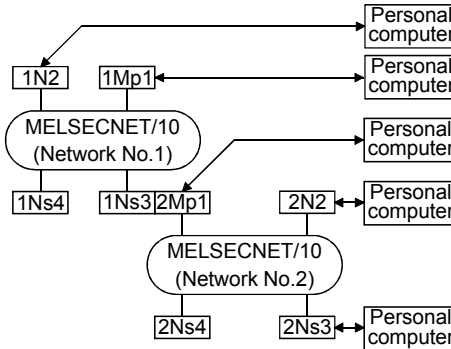 Personal
computer
1N2
1Mp1
Personal
computer
MELSECNET/10
(Network No.1)
Personal
computer
1Ns4
1Ns3
2Mp1
2N2
Personal
computer
MELSECNET/10
(Network No.2)
2Ns4
2Ns3
Personal
computer